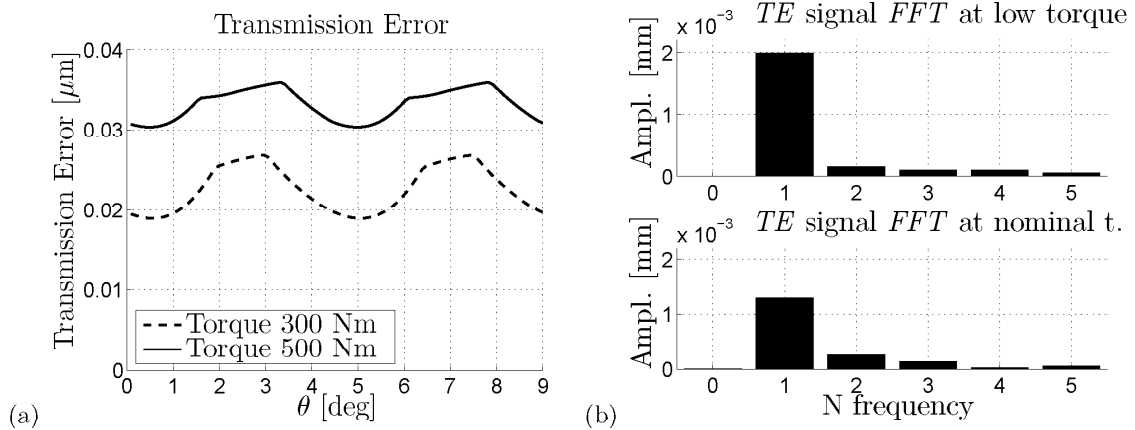 Transmission Error
Transmission Error [μm]
0.04
0.03
0.02
0.01
0
Torque 300 Nm
Torque 500 Nm
0 1 2 3 4 5 6 7 8 9
θ [deg]
(a)
TE signal FFT at low torque
x 10⁻³
Ampl. [mm]
2
1
0
0 1 2 3 4 5
TE signal FFT at nominal t.
x 10⁻³
Ampl. [mm]
2
1
0
0 1 2 3 4 5
N frequency
(b)